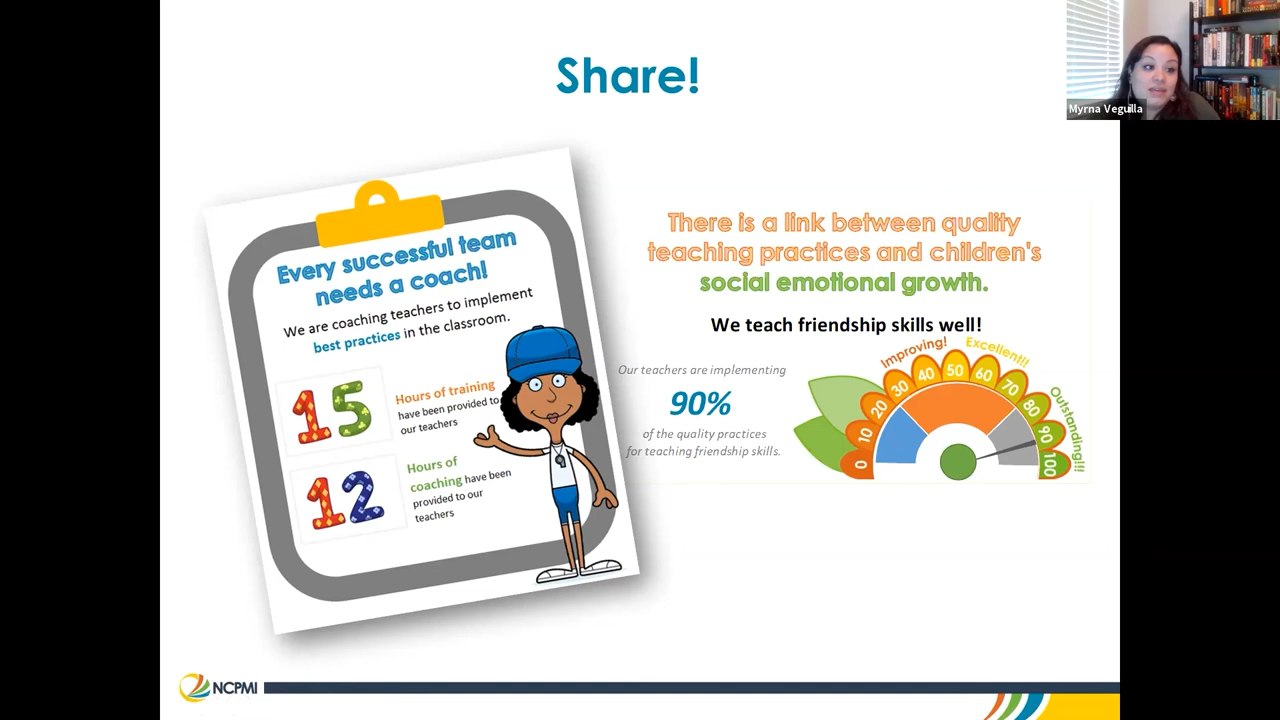 Share!
Myrna Veguilla
Every successful team
needs a coach!
We are coaching teachers to implement
best practices in the classroom.
15
Hours of training
have been provided to
our teachers
12
Hours of
coaching have been
provided to our
teachers
There is a link between quality
teaching practices and children's
social emotional growth.
We teach friendship skills well!
Our teachers are implementing
90%
of the quality practices
for teaching friendship skills.
Improving! Excellent!! Outstanding!!!
0 10 20 30 40 50 60 70 80 90 100
NCPMI